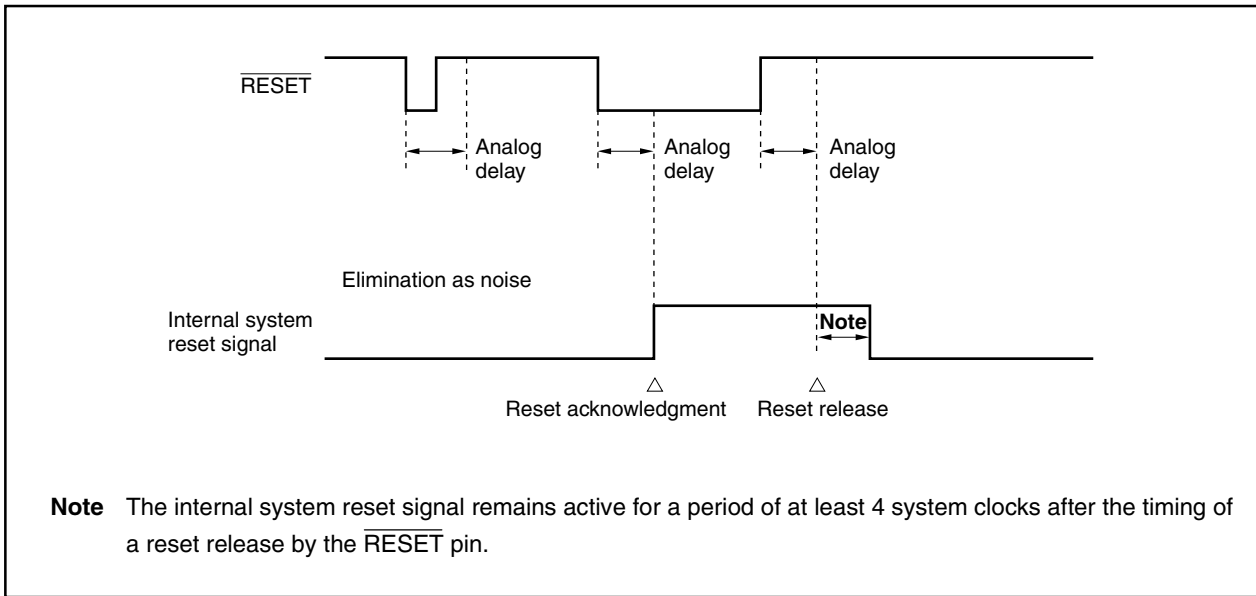 RESET
Analog
delay
Analog
delay
Analog
delay
Elimination as noise
Internal system
reset signal
Note
△ △
Reset acknowledgment Reset release
Note The internal system reset signal remains active for a period of at least 4 system clocks after the timing of
a reset release by the RESET pin.